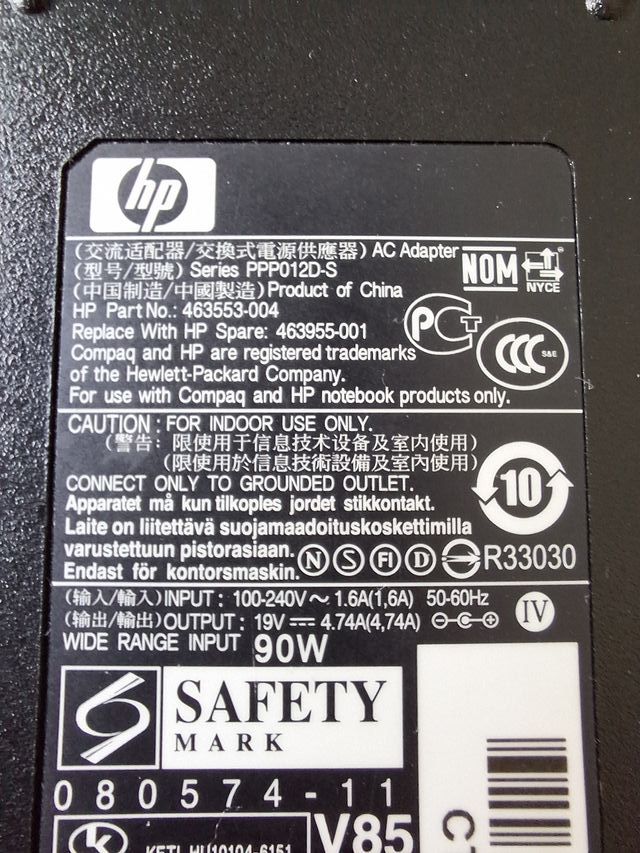 hp
(交流适配器/交換式電源供應器) AC Adapter
(型号/型號) Series PPP012D-S
(中国制造/中國製造) Product of China
HP Part No.: 463553-004
Replace With HP Spare: 463955-001
Compaq and HP are registered trademarks
of the Hewlett-Packard Company.
For use with Compaq and HP notebook products only.
NOM
NYCE
PCT
CCC S&E
CAUTION : FOR INDOOR USE ONLY.
(警告: 限使用于信息技术设备及室内使用)
(限使用於信息技術設備及室內使用)
CONNECT ONLY TO GROUNDED OUTLET.
Apparatet må kun tilkoples jordet stikkontakt.
Laite on liitettävä suojamaadoituskoskettimilla
varustettuun pistorasiaan.
Endast för kontorsmaskin.
10
N S FI D R33030
(输入/輸入) INPUT : 100-240V～ 1.6A(1,6A) 50-60Hz
(输出/輸出) OUTPUT : 19V 4.74A(4,74A)
IV
WIDE RANGE INPUT 90W
SAFETY
MARK
080574-11
K
KETI HU10104-6151
V85